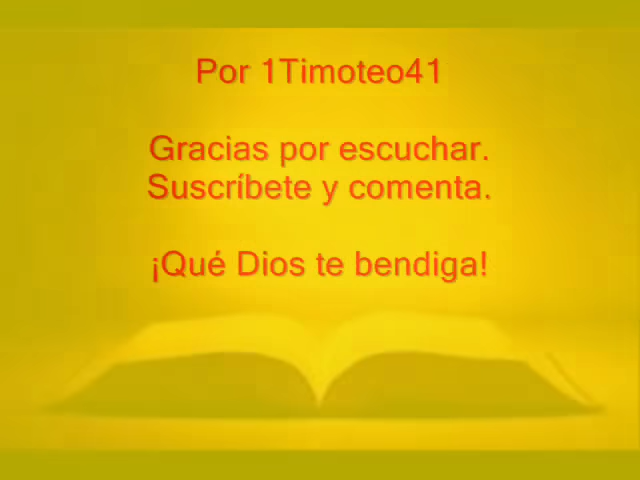 Por 1Timoteo41
Gracias por escuchar.
Suscríbete y comenta.
¡Qué Dios te bendiga!